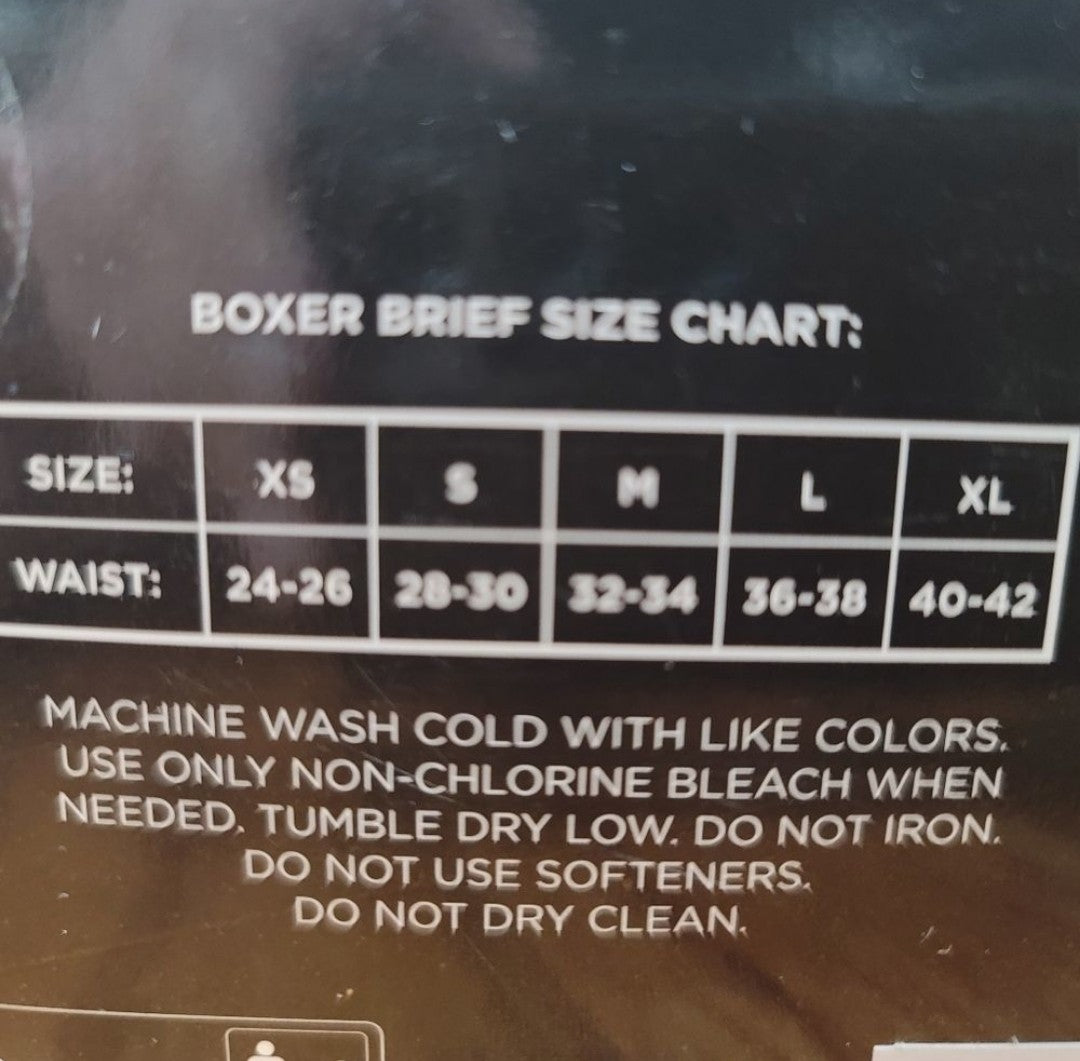 BOXER BRIEF SIZE CHART:
SIZE: XS S M L XL
WAIST: 24-26 28-30 32-34 36-38 40-42
MACHINE WASH COLD WITH LIKE COLORS.
USE ONLY NON-CHLORINE BLEACH WHEN
NEEDED. TUMBLE DRY LOW. DO NOT IRON.
DO NOT USE SOFTENERS.
DO NOT DRY CLEAN.